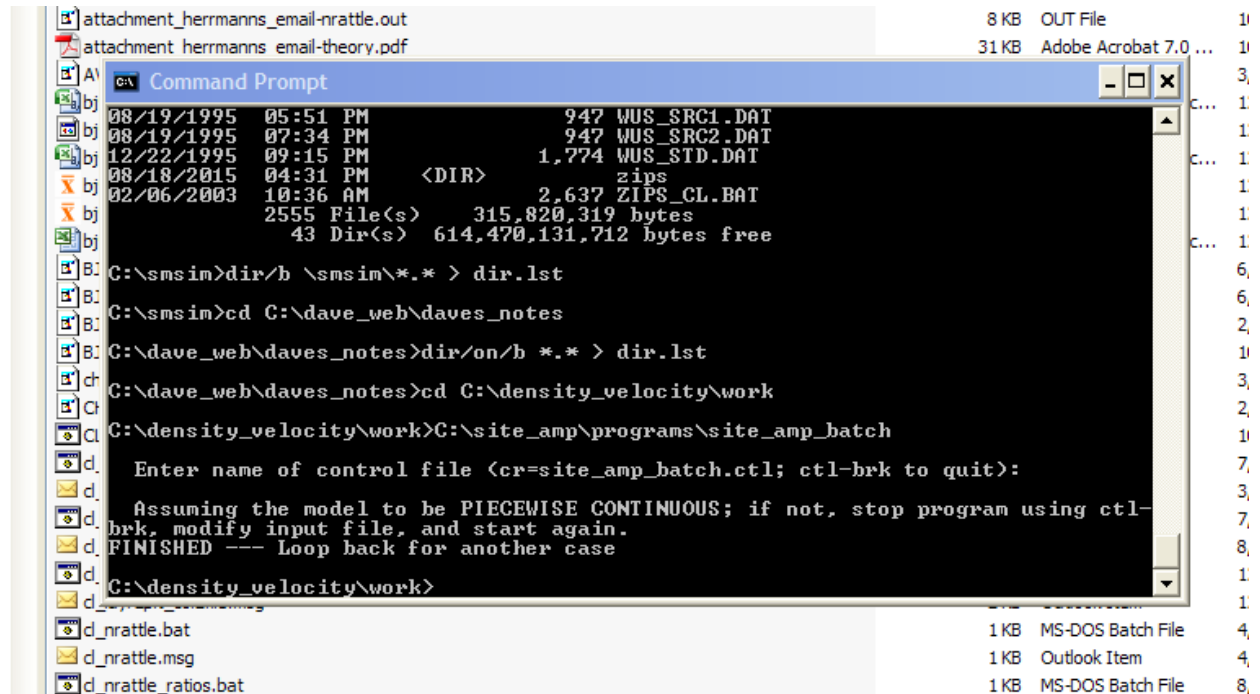 attachment_herrmanns_email-nrattle.out 8 KB OUT File
attachment_herrmanns_email-theory.pdf 31 KB Adobe Acrobat 7.0 ...
Command Prompt
08/19/1995 05:51 PM 947 WUS_SRC1.DAT
08/19/1995 07:34 PM 947 WUS_SRC2.DAT
12/22/1995 09:15 PM 1,774 WUS_STD.DAT
08/18/2015 04:31 PM <DIR> zips
02/06/2003 10:36 AM 2,637 ZIPS_CL.BAT
2555 File(s) 315,820,319 bytes
43 Dir(s) 614,470,131,712 bytes free
C:\smsim>dir/b \smsim\*.* > dir.lst
C:\smsim>cd C:\dave_web\daves_notes
C:\dave_web\daves_notes>dir/on/b *.* > dir.lst
C:\dave_web\daves_notes>cd C:\density_velocity\work
C:\density_velocity\work>C:\site_amp\programs\site_amp_batch
Enter name of control file (cr=site_amp_batch.ctl; ctl-brk to quit):
Assuming the model to be PIECEWISE CONTINUOUS; if not, stop program using ctl-
brk, modify input file, and start again.
FINISHED --- Loop back for another case
C:\density_velocity\work>
cl_nrattle.bat 1 KB MS-DOS Batch File
cl_nrattle.msg 1 KB Outlook Item
cl_nrattle_ratios.bat 1 KB MS-DOS Batch File